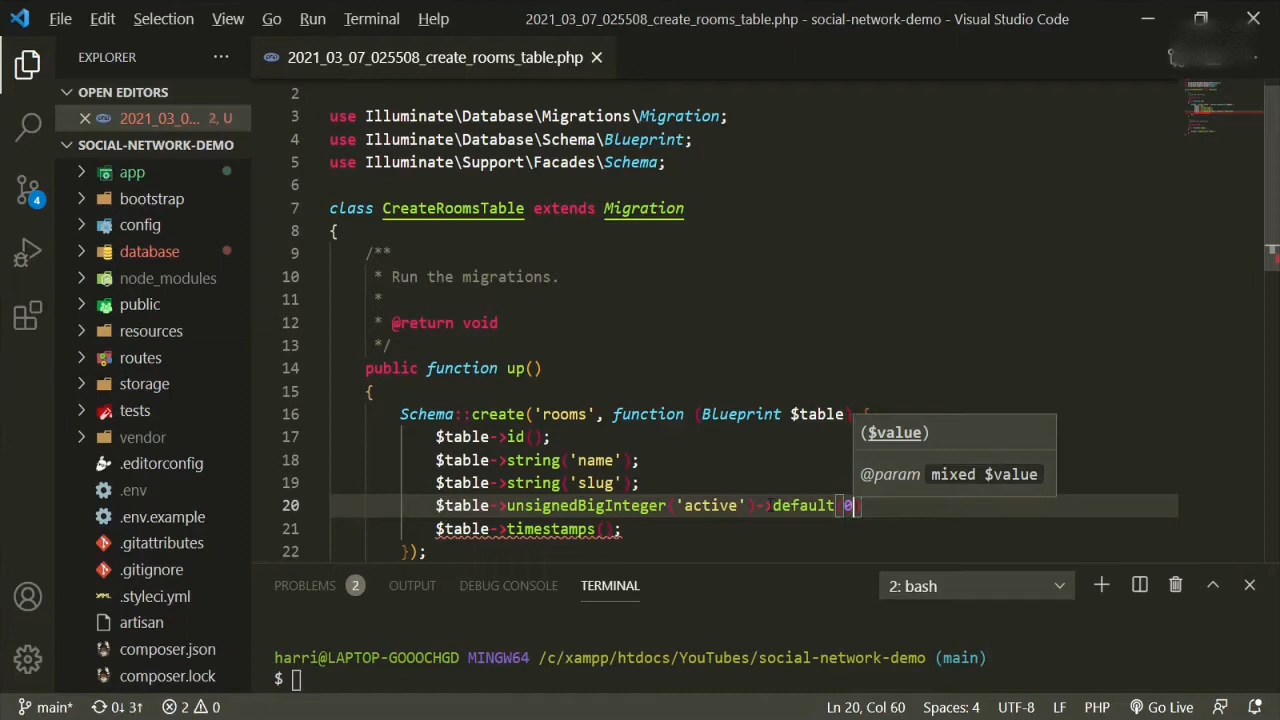 File Edit Selection View Go Run Terminal Help 2021_03_07_025508_create_rooms_table.php - social-network-demo - Visual Studio Code
EXPLORER
2021_03_07_025508_create_rooms_table.php
OPEN EDITORS
2021_03_0... 2, U
SOCIAL-NETWORK-DEMO
app
bootstrap
config
database
node_modules
public
resources
routes
storage
tests
vendor
.editorconfig
.env
.env.example
.gitattributes
.gitignore
.styleci.yml
artisan
composer.json
composer.lock
4
2
3 use Illuminate\Database\Migrations\Migration;
4 use Illuminate\Database\Schema\Blueprint;
5 use Illuminate\Support\Facades\Schema;
6
7 class CreateRoomsTable extends Migration
8 {
9 /**
10 * Run the migrations.
11 *
12 * @return void
13 */
14 public function up()
15 {
16 Schema::create('rooms', function (Blueprint $table) {
17 $table->id();
18 $table->string('name');
19 $table->string('slug');
20 $table->unsignedBigInteger('active')->default(0)
21 $table->timestamps();
22 });
($value)
@param mixed $value
PROBLEMS 2 OUTPUT DEBUG CONSOLE TERMINAL 2: bash
harri@LAPTOP-GOOOCHGD MINGW64 /c/xampp/htdocs/YouTubes/social-network-demo (main)
$
main* 0↓ 3↑ 2 0 Ln 20, Col 60 Spaces: 4 UTF-8 LF PHP Go Live